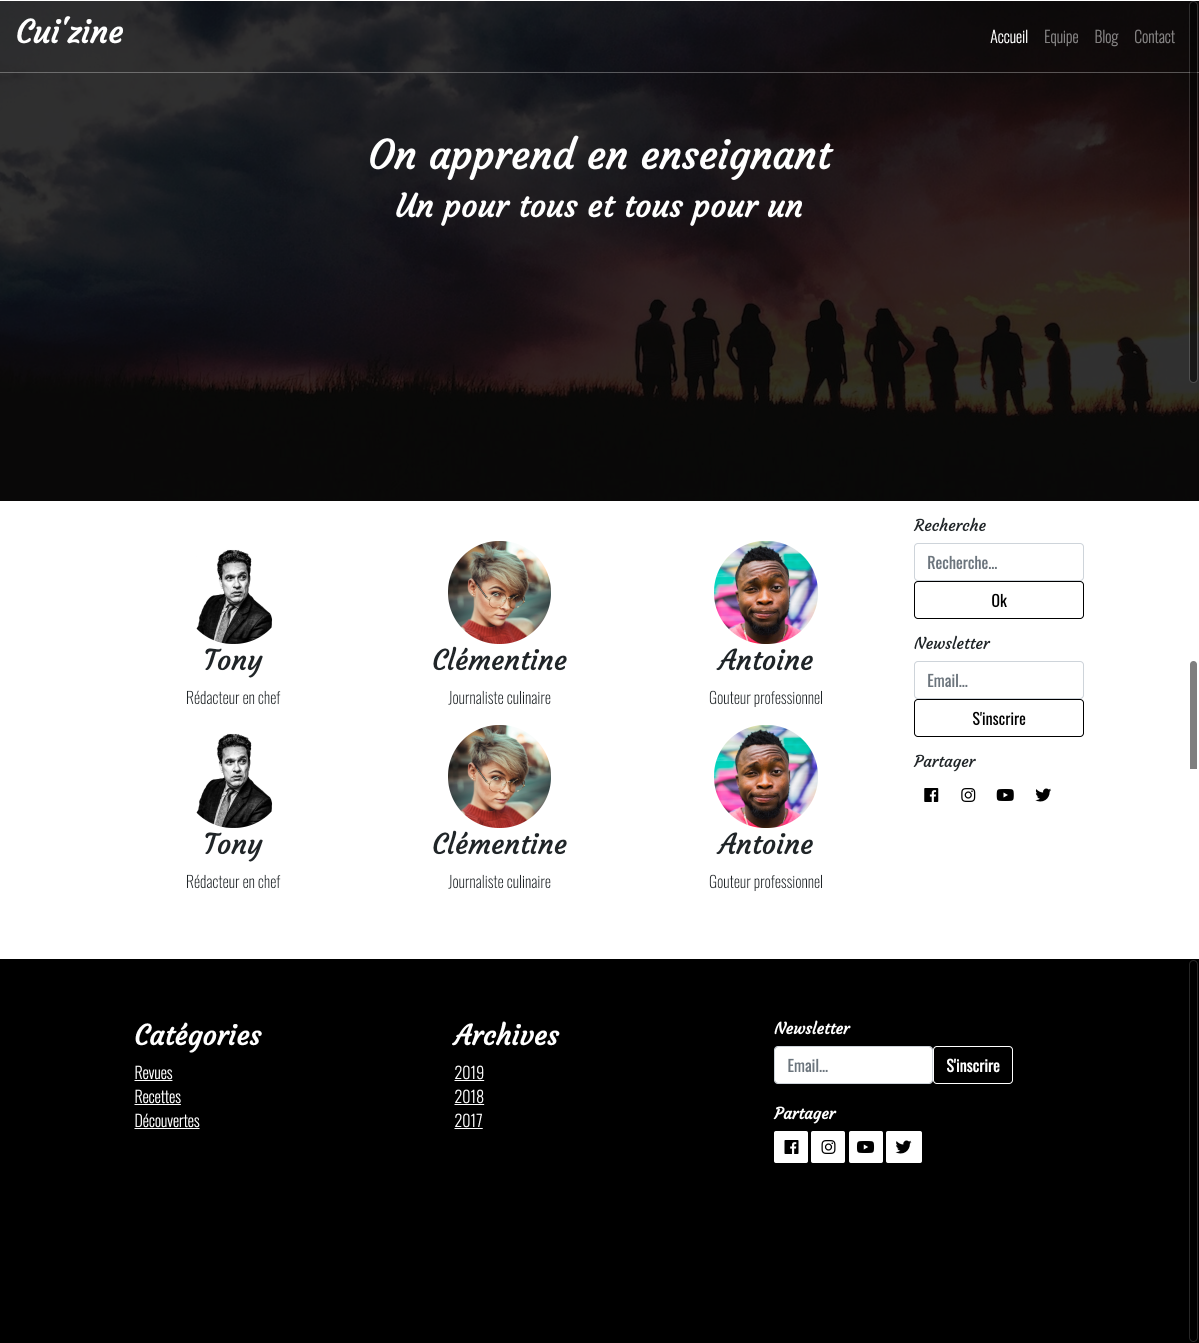 Cui'zine
Accueil Equipe Blog Contact
On apprend en enseignant
Un pour tous et tous pour un
Tony
Rédacteur en chef
Clémentine
Journaliste culinaire
Antoine
Gouteur professionnel
Tony
Rédacteur en chef
Clémentine
Journaliste culinaire
Antoine
Gouteur professionnel
Recherche
Recherche...
Ok
Newsletter
Email...
S'inscrire
Partager
Catégories
Revues
Recettes
Découvertes
Archives
2019
2018
2017
Newsletter
Email... S'inscrire
Partager